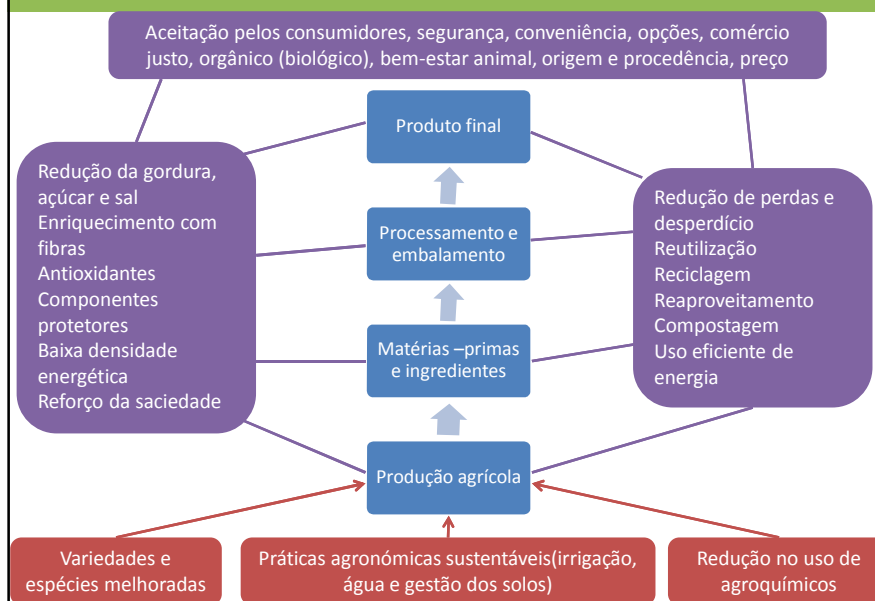 Aceitação pelos consumidores, segurança, conveniência, opções, comércio
justo, orgânico (biológico), bem-estar animal, origem e procedência, preço
Produto final
Redução da gordura,
açúcar e sal
Enriquecimento com
fibras
Antioxidantes
Componentes
protetores
Baixa densidade
energética
Reforço da saciedade
Processamento e
embalamento
Matérias –primas
e ingredientes
Produção agrícola
Redução de perdas e
desperdício
Reutilização
Reciclagem
Reaproveitamento
Compostagem
Uso eficiente de
energia
Variedades e
espécies melhoradas
Práticas agronómicas sustentáveis(irrigação,
água e gestão dos solos)
Redução no uso de
agroquímicos